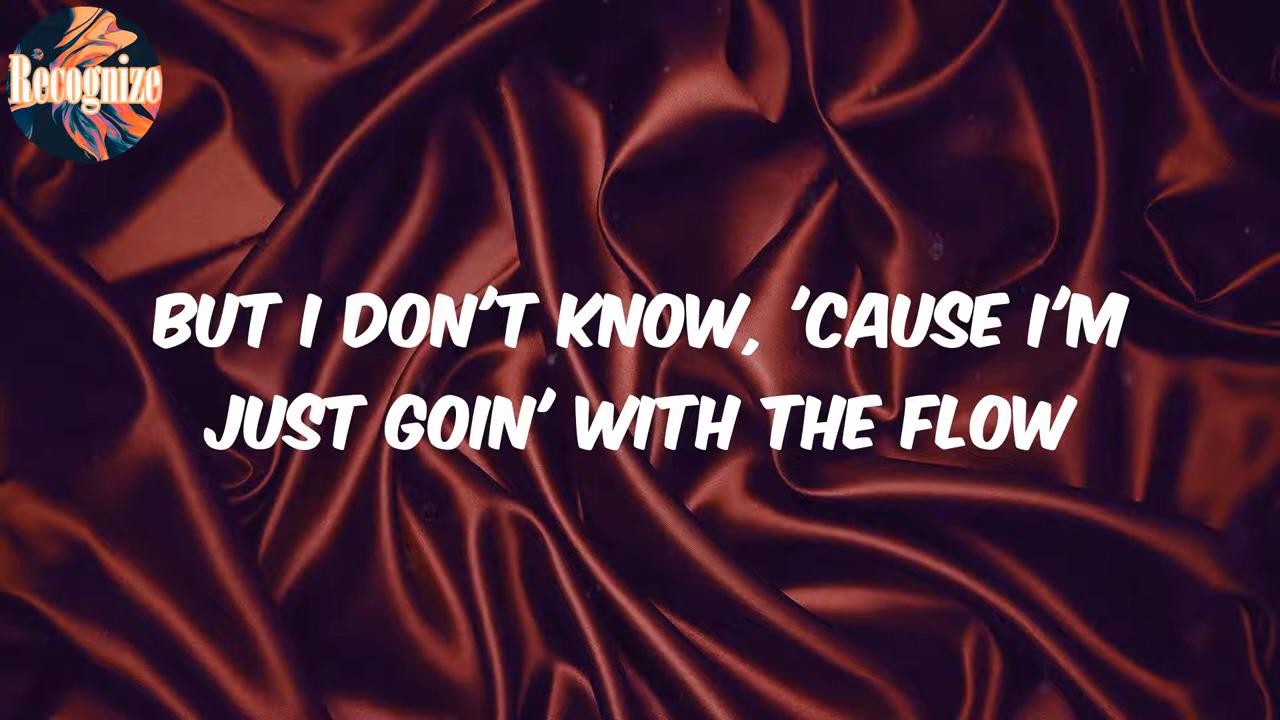 Recognize
BUT I DON'T KNOW, 'CAUSE I'M
JUST GOIN' WITH THE FLOW